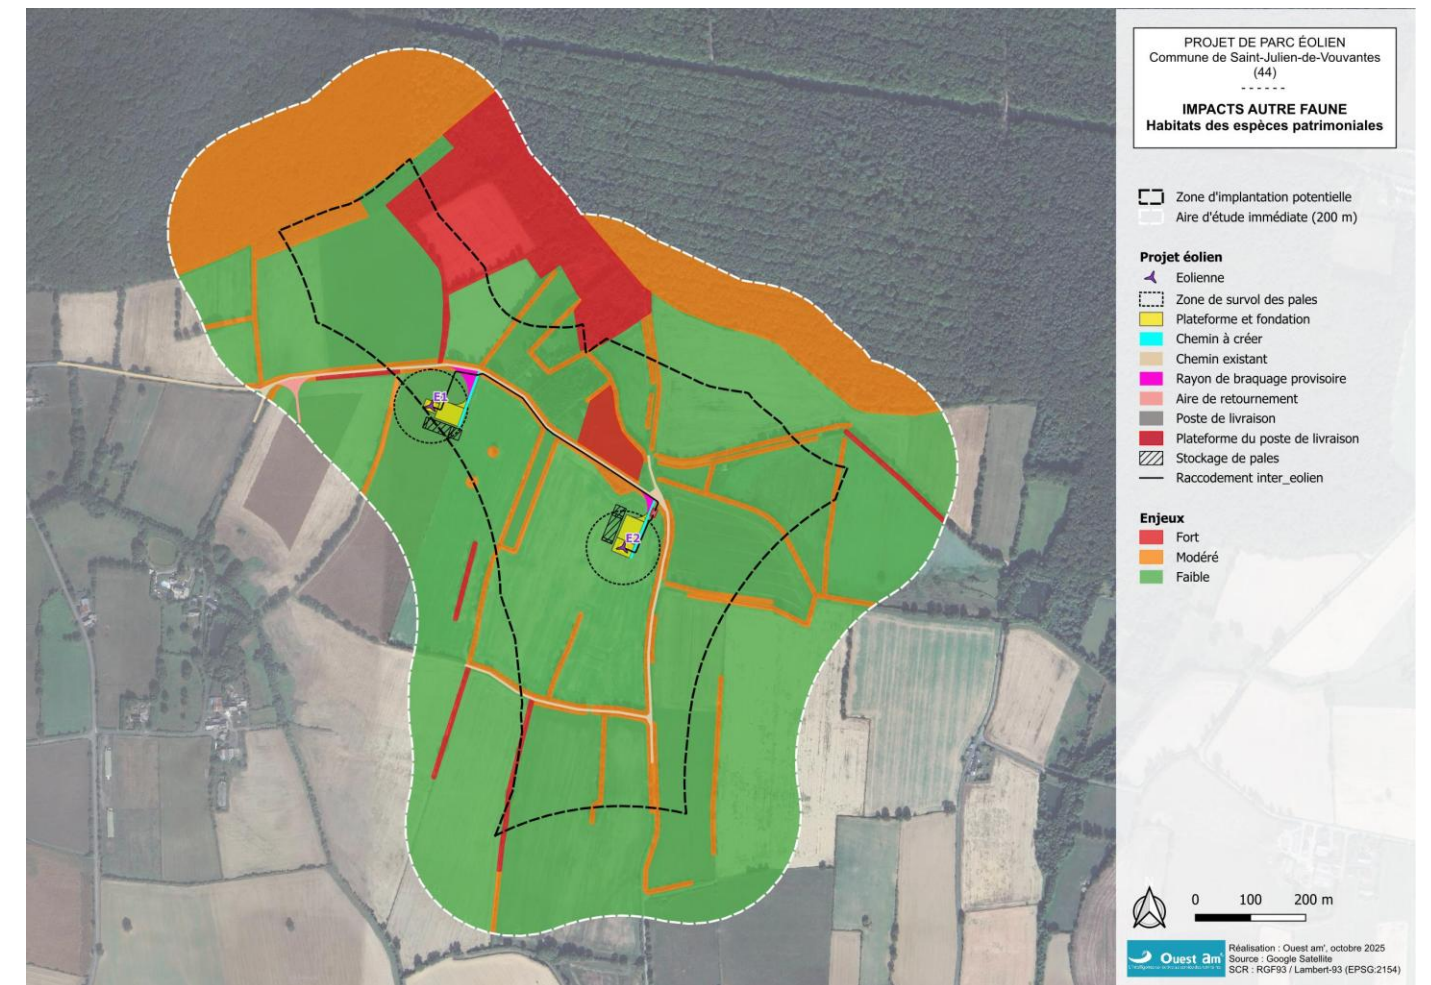 PROJET DE PARC ÉOLIEN
Commune de Saint-Julien-de-Vouvantes
(44)
- - - - - -
IMPACTS AUTRE FAUNE
Habitats des espèces patrimoniales
Zone d'implantation potentielle
Aire d'étude immédiate (200 m)
Projet éolien
Eolienne
Zone de survol des pales
Plateforme et fondation
Chemin à créer
Chemin existant
Rayon de braquage provisoire
Aire de retournement
Poste de livraison
Plateforme du poste de livraison
Stockage de pales
Raccodement inter_eolien
Enjeux
Fort
Modéré
Faible
E1
E2
0 100 200 m
Ouest am'
Réalisation : Ouest am', octobre 2025
Source : Google Satellite
SCR : RGF93 / Lambert-93 (EPSG:2154)